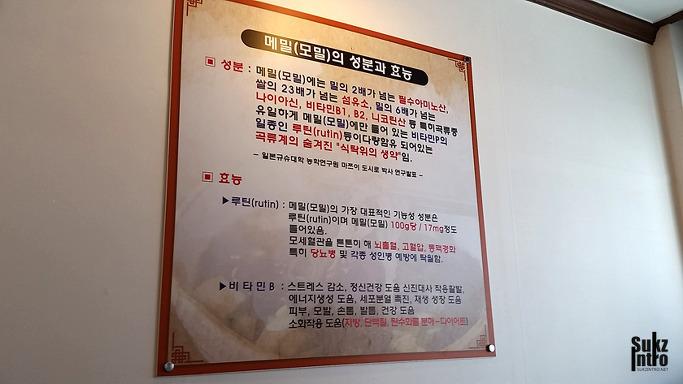 메밀(모밀)의 성분과 효능
▣ 성분 : 메밀(모밀)에는 밀의 2배가 넘는 필수아미노산,
쌀의 23배가 넘는 섬유소, 밀의 6배가 넘는
나이아신, 비타민B1, B2, 니코틴산 등 특히곡류중
유일하게 메밀(모밀)에만 들어 있는 비타민P의
일종인 루틴(rutin)등이다량함유 되어있는
곡류계의 숨겨진 "식탁위의 생약"임.
- 일본규슈대학 농학연구원 마쯔이 도시로 박사 연구발표 -
▣ 효능
▶루틴(rutin) : 메밀(모밀)의 가장 대표적인 기능성 성분은
루틴(rutin)이며 메밀(모밀) 100g당 / 17mg정도
들어있음.
모세혈관을 튼튼히 해 뇌출혈, 고혈압, 동맥경화
특히 당뇨병 및 각종 성인병 예방에 탁월함.
▶비타민B : 스트레스 감소, 정신건강 도움 신진대사 작용활발,
에너지생성 도움, 세포분열 촉진, 재생 성장 도움
피부, 모발, 손톱, 발톱, 건강 도움
소화작용 도움(지방, 단백질, 탄수화물 분해-다이어트)
Sukz
Intro
SUKZINTRO.NET